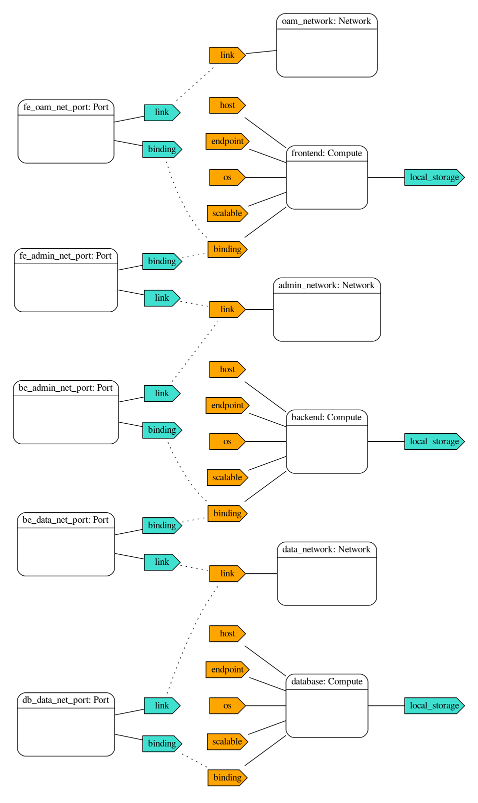 oam_network: Network
link
host
fe_oam_net_port: Port
link
endpoint
binding
frontend: Compute
os
local_storage
scalable
binding
fe_admin_net_port: Port
binding
link
admin_network: Network
link
host
be_admin_net_port: Port
link
endpoint
backend: Compute
binding
os
local_storage
scalable
binding
be_data_net_port: Port
binding
link
data_network: Network
link
host
endpoint
database: Compute
db_data_net_port: Port
link
os
local_storage
binding
scalable
binding